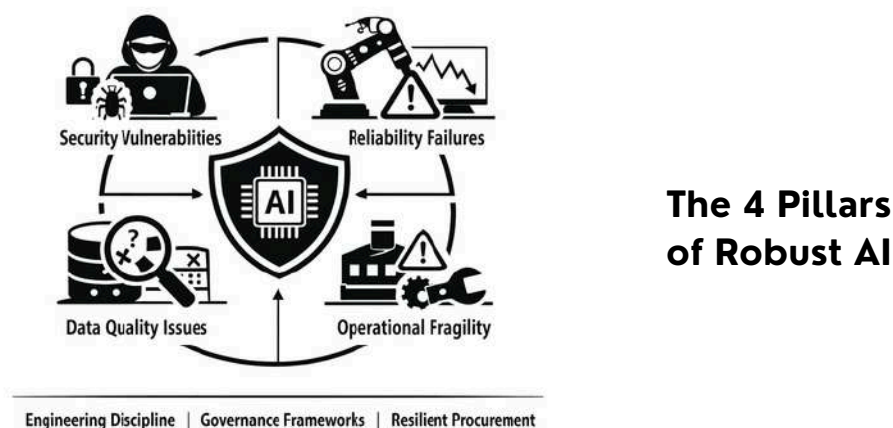 Security Vulnerabiities
Reliability Failures
AI
Data Quality Issues
Operational Fragility
The 4 Pillars
of Robust AI
Engineering Discipline | Governance Frameworks | Resilient Procurement